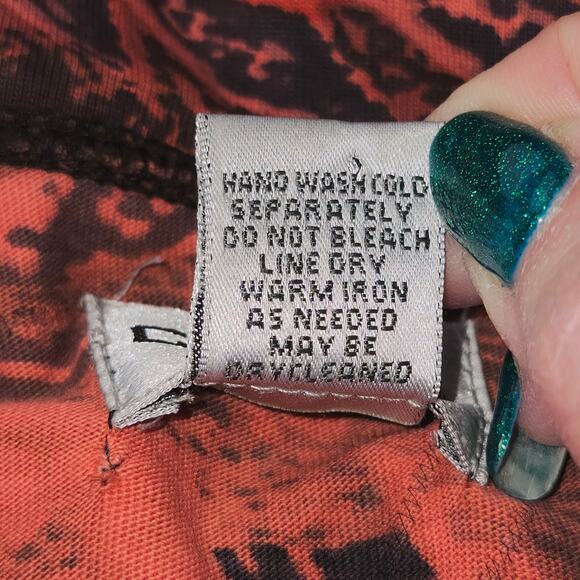 HAND WASH COLD
SEPARATELY
DO NOT BLEACH
LINE DRY
WARM IRON
AS NEEDED
MAY BE
DRYCLEANED